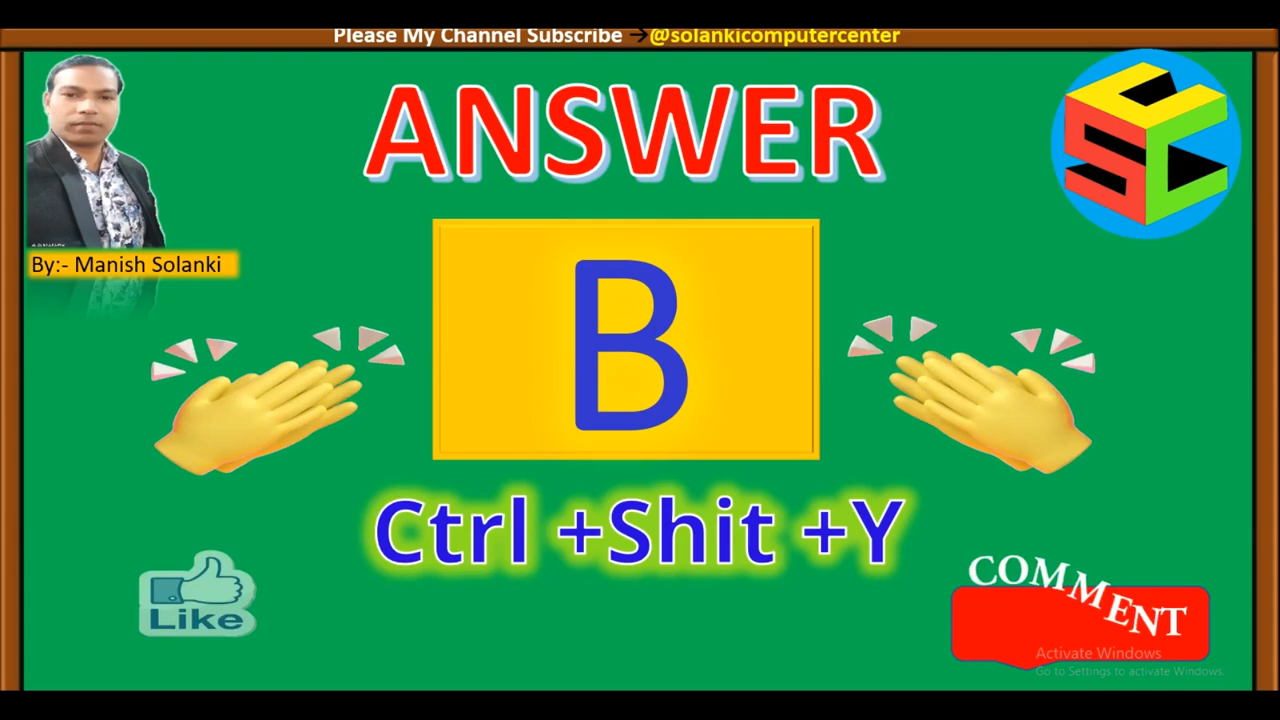 Please My Channel Subscribe →@solankicomputercenter
ANSWER
By:- Manish Solanki
B
Ctrl +Shit +Y
Like
COMMENT
Activate Windows
Go to Settings to activate Windows.